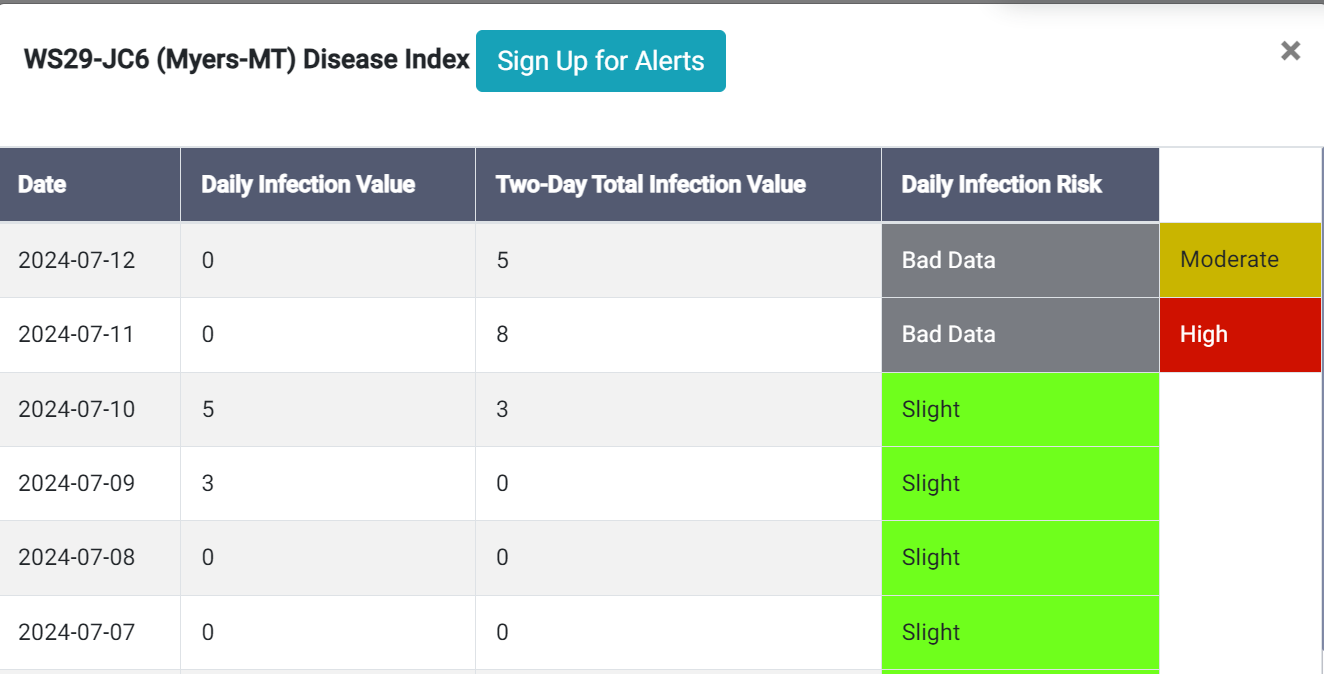 WS29-JC6 (Myers-MT) Disease Index Sign Up for Alerts ×
Date Daily Infection Value Two-Day Total Infection Value Daily Infection Risk
2024-07-12 0 5 Bad Data Moderate
2024-07-11 0 8 Bad Data High
2024-07-10 5 3 Slight
2024-07-09 3 0 Slight
2024-07-08 0 0 Slight
2024-07-07 0 0 Slight